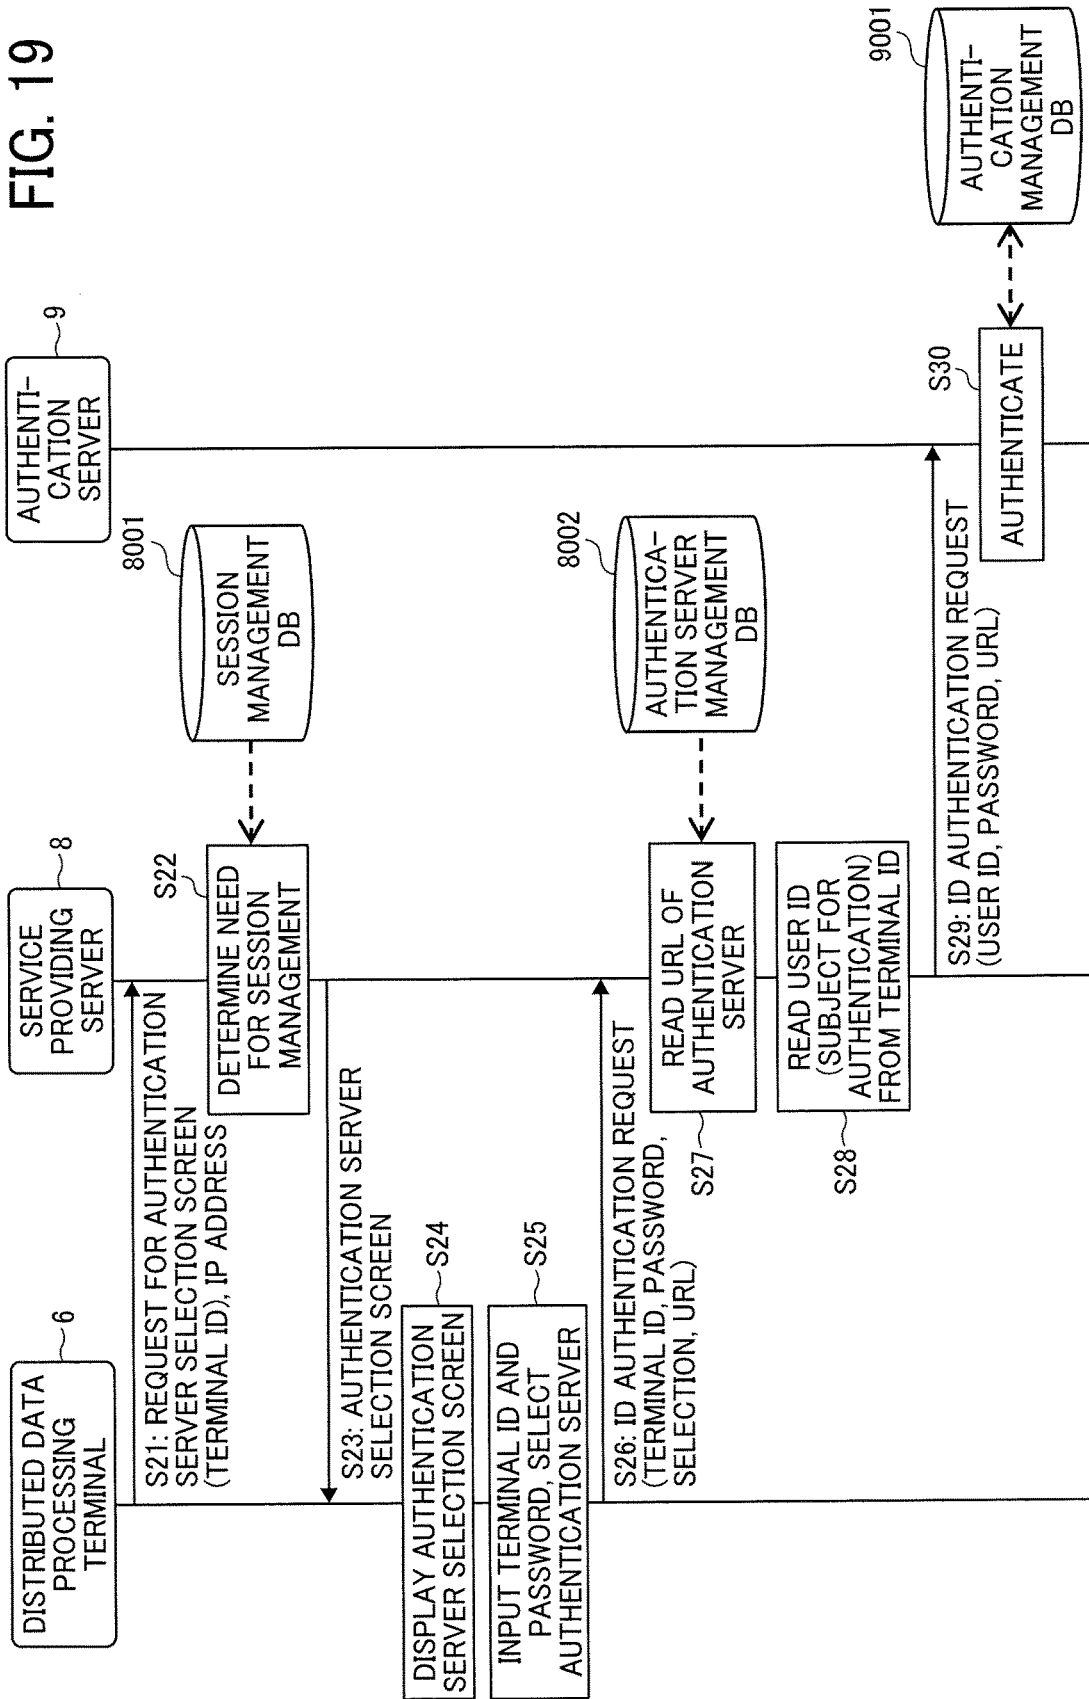 FIG. 19
DISTRIBUTED DATA
PROCESSING
TERMINAL
6
SERVICE
PROVIDING
SERVER
8
AUTHENTI-
CATION
SERVER
9
S21: REQUEST FOR AUTHENTICATION
SERVER SELECTION SCREEN
(TERMINAL ID), IP ADDRESS
S22
DETERMINE NEED
FOR SESSION
MANAGEMENT
8001
SESSION
MANAGEMENT
DB
S23: AUTHENTICATION SERVER
SELECTION SCREEN
DISPLAY AUTHENTICATION
SERVER SELECTION SCREEN
S24
INPUT TERMINAL ID AND
PASSWORD, SELECT
AUTHENTICATION SERVER
S25
S26: ID AUTHENTICATION REQUEST
(TERMINAL ID, PASSWORD,
SELECTION, URL)
READ URL OF
AUTHENTICATION
SERVER
S27
8002
AUTHENTICA-
TION SERVER
MANAGEMENT
DB
READ USER ID
(SUBJECT FOR
AUTHENTICATION)
FROM TERMINAL ID
S28
S29: ID AUTHENTICATION REQUEST
(USER ID, PASSWORD, URL)
S30
AUTHENTICATE
9001
AUTHENTI-
CATION
MANAGEMENT
DB